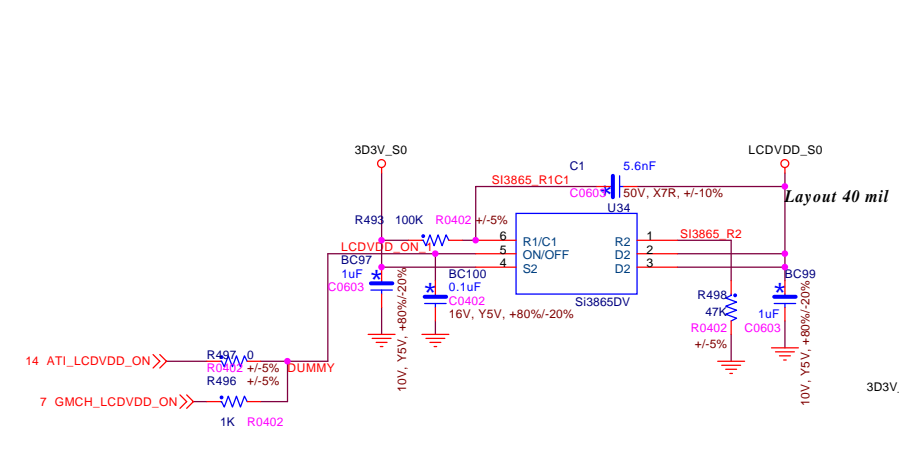 3D3V_S0
LCDVDD_S0
C1
5.6nF
SI3865_R1C1
C0603
50V, X7R, +/-10%
Layout 40 mil
U34
R493
100K
R0402
+/-5%
LCDVDD_ON_1
6
5
4
R1/C1
ON/OFF
S2
R2
D2
D2
1
2
3
SI3865_R2
Si3865DV
BC97
1uF
C0603
10V, Y5V, +80%/-20%
BC100
0.1uF
C0402
16V, Y5V, +80%/-20%
R498
47K
R0402
+/-5%
BC99
1uF
C0603
10V, Y5V, +80%/-20%
14 ATI_LCDVDD_ON
R497 0
R0402 +/-5%
DUMMY
R496 +/-5%
7 GMCH_LCDVDD_ON
1K R0402
3D3V_